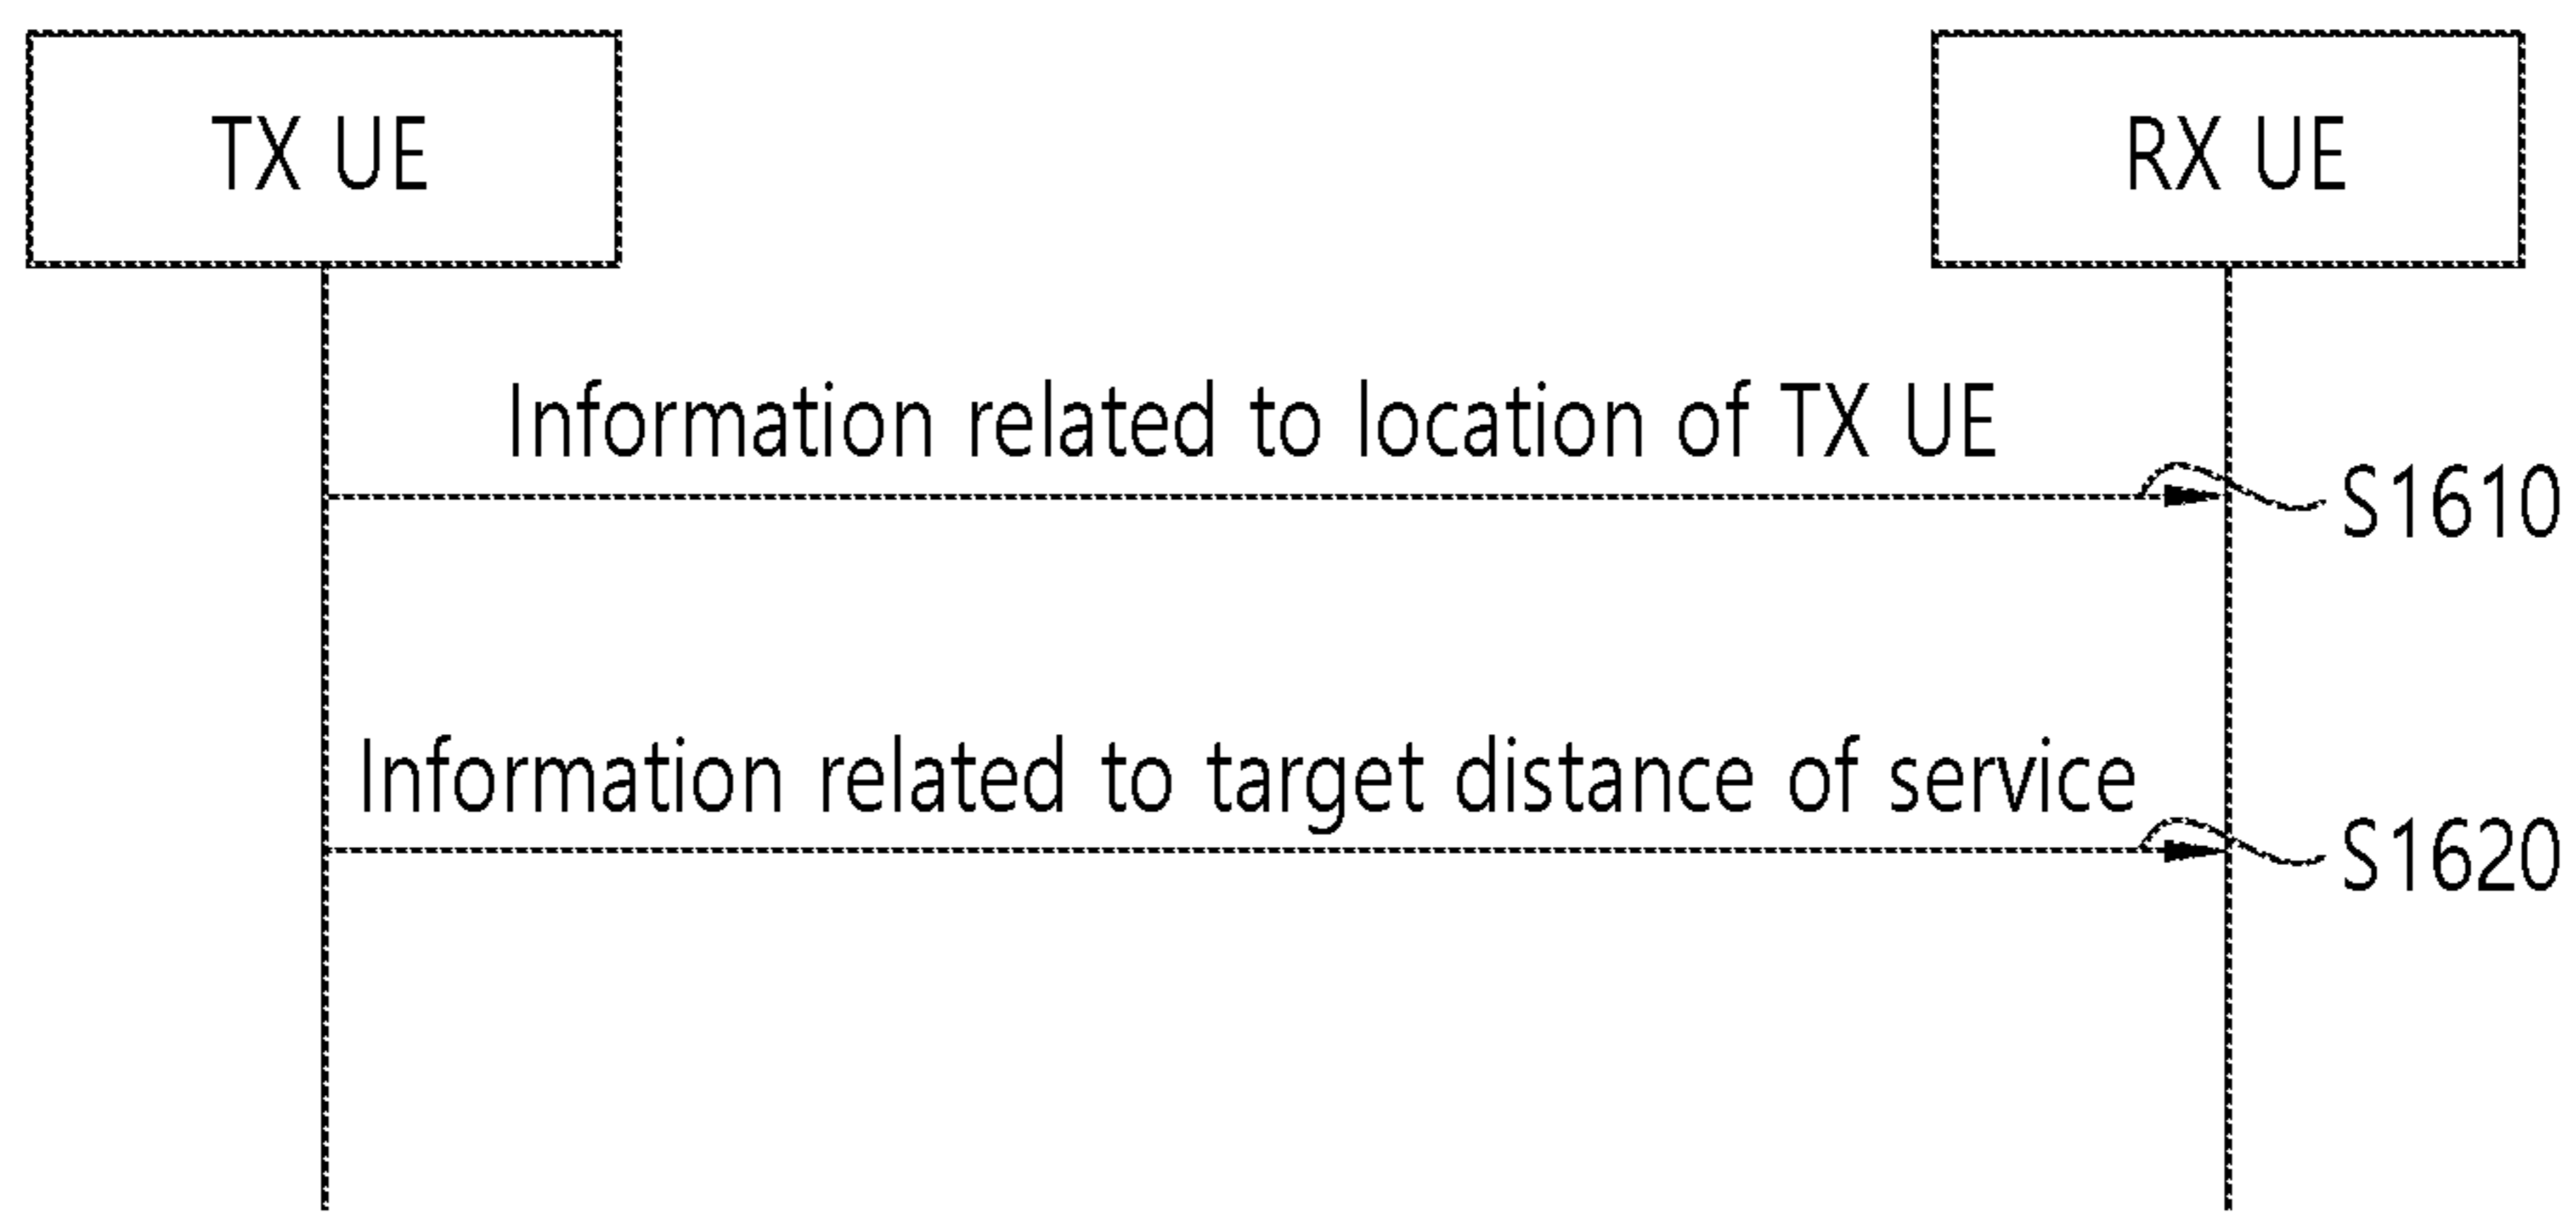 TX UE
RX UE
Information related to location of TX UE
S1610
Information related to target distance of service
S1620